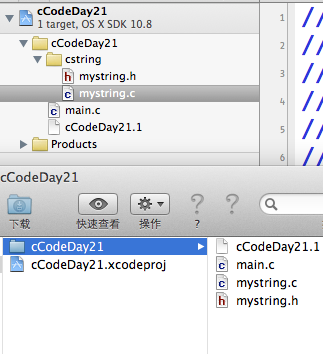 cCodeDay21
1 target, OS X SDK 10.8
cCodeDay21
cstring
h mystring.h
c mystring.c
c main.c
cCodeDay21.1
Products
1 //
2 //
3 //
4 //
5 //
6 //
cCodeDay21
下载
快速查看
操作
?
?
?
cCodeDay21
cCodeDay21.xcodeproj
cCodeDay21.1
c main.c
c mystring.c
h mystring.h